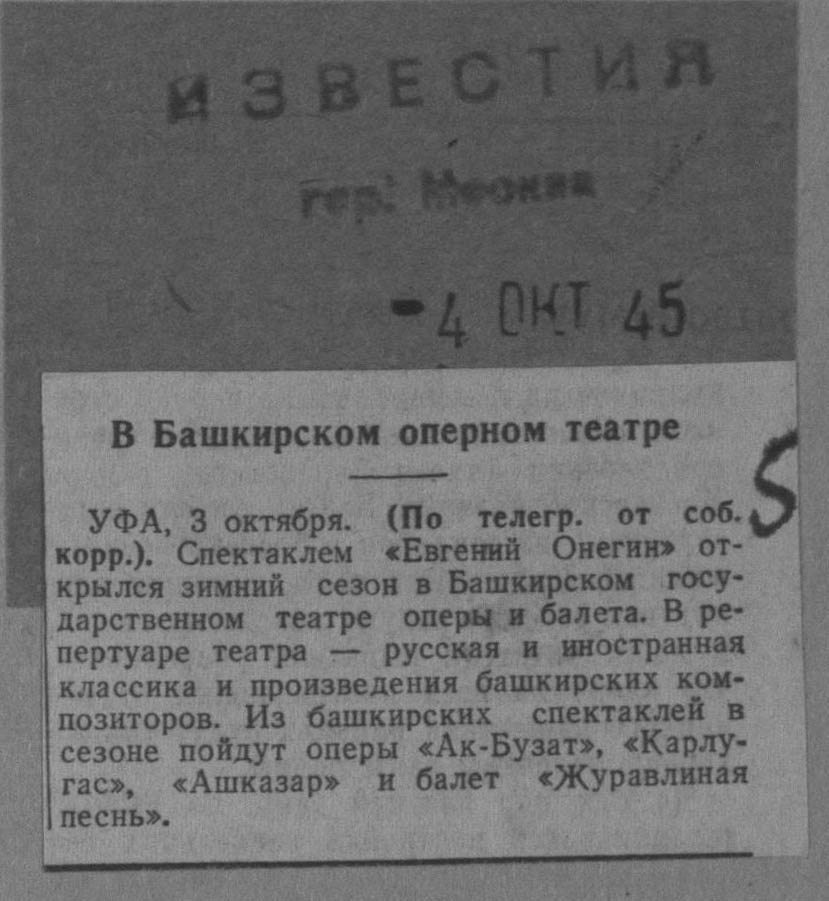 ИЗВЕСТИЯ
гор. Москва
-4 ОКТ 45
В Башкирском оперном театре
5
УФА, 3 октября. (По телегр. от соб.
корр.). Спектаклем «Евгений Онегин» от-
крылся зимний сезон в Башкирском госу-
дарственном театре оперы и балета. В ре-
пертуаре театра — русская и иностранная
классика и произведения башкирских ком-
позиторов. Из башкирских спектаклей в
сезоне пойдут оперы «Ак-Бузат», «Карлу-
гас», «Ашказар» и балет «Журавлиная
песнь».